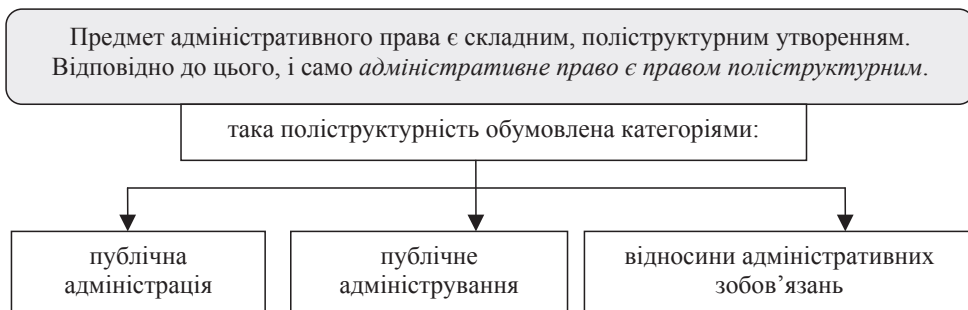 Предмет адміністративного права є складним, поліструктурним утворенням.
Відповідно до цього, і само адміністративне право є правом поліструктурним.
така поліструктурність обумовлена категоріями:
публічна
адміністрація
публічне
адміністрування
відносини адміністративних
зобов’язань